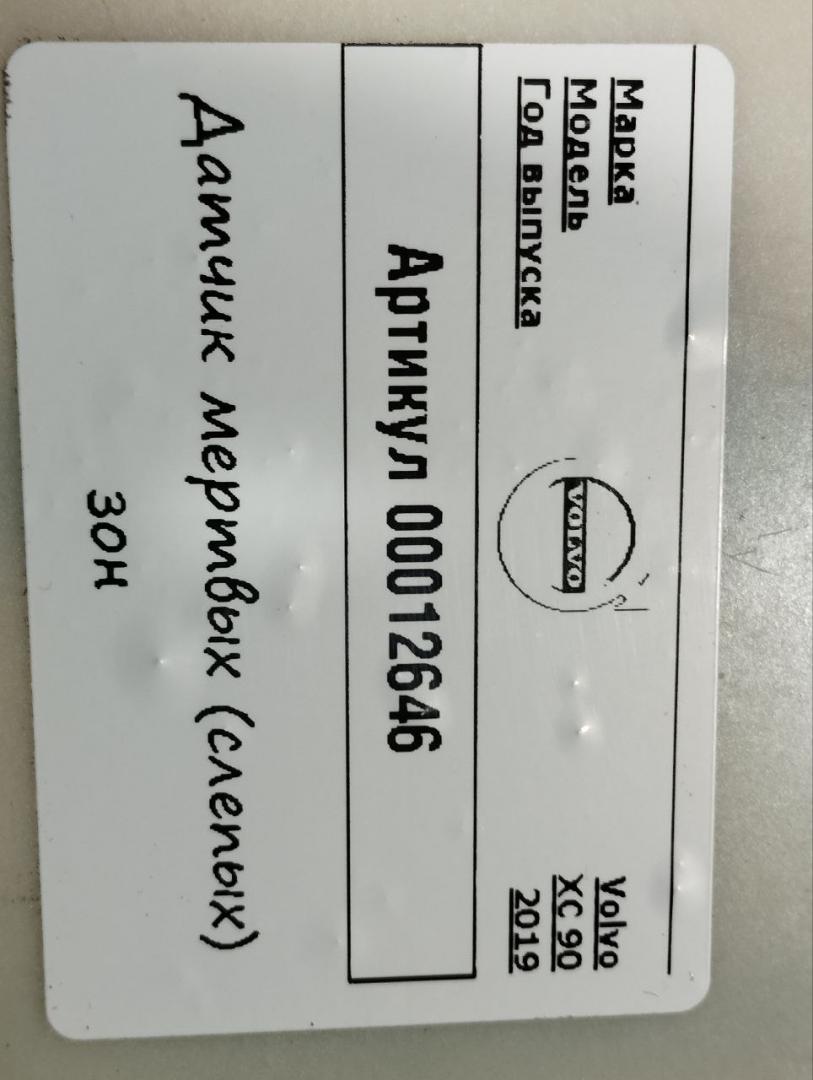 Марка Volvo
Модель XC 90
Год выпуска 2019
VOLVO
Артикул 00012646
Датчик мертвых (слепых)
зон